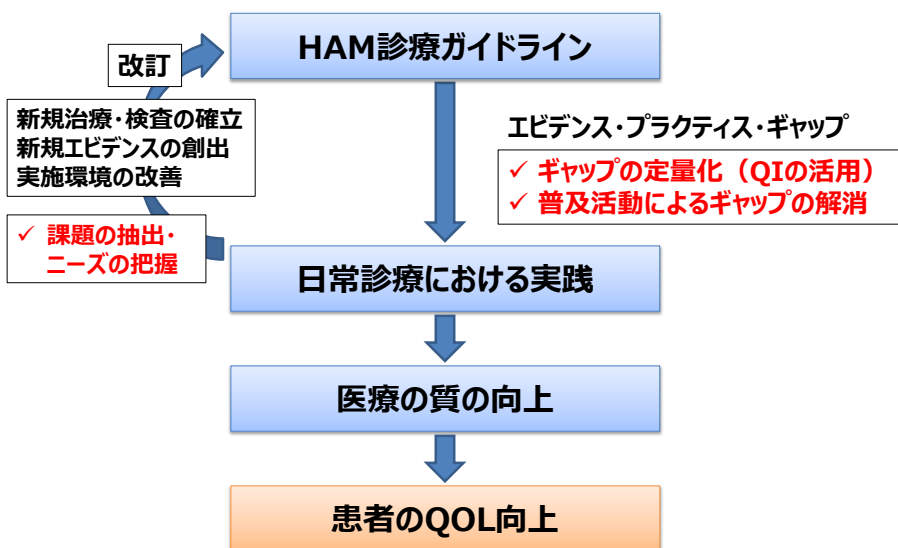 HAM診療ガイドライン
改訂
新規治療・検査の確立
新規エビデンスの創出
実施環境の改善
エビデンス・プラクティス・ギャップ
✓ ギャップの定量化（QIの活用）
✓ 普及活動によるギャップの解消
✓ 課題の抽出・
ニーズの把握
日常診療における実践
医療の質の向上
患者のQOL向上